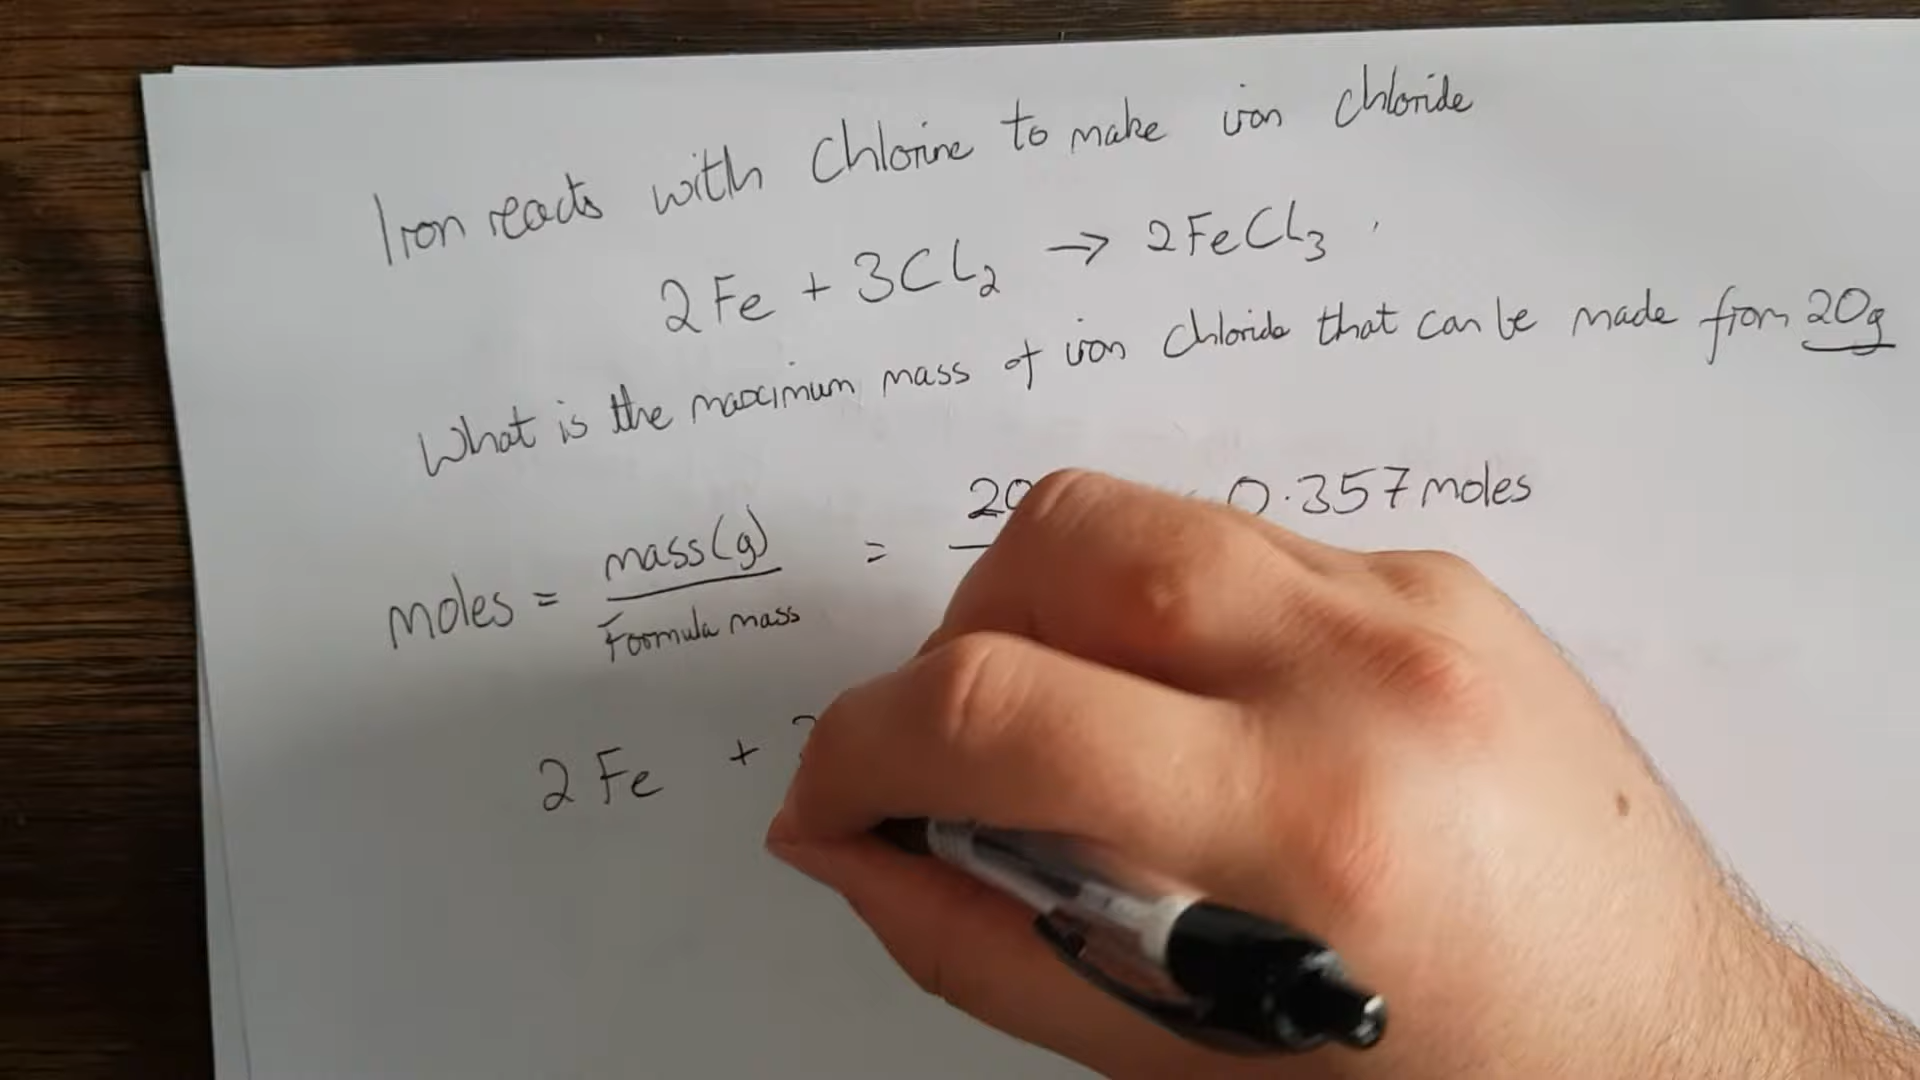 Iron reacts with Chlorine to make iron chloride
2Fe + 3Cl₂ → 2FeCl₃
What is the maximum mass of iron chloride that can be made from 20g
moles = mass(g) = 20 0.357 moles
Formula mass
2Fe +